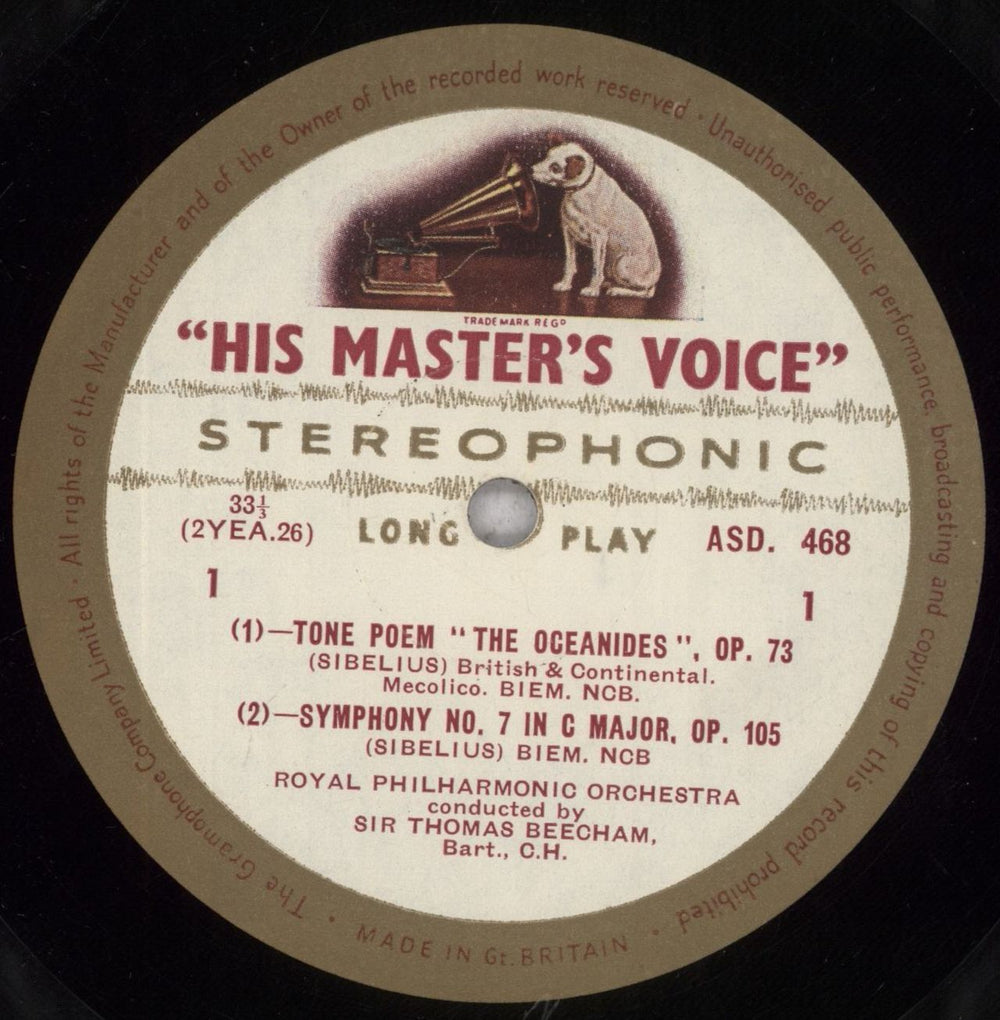 The Gramophone Company Limited · All rights of the Manufacturer and of the Owner of the recorded work reserved · Unauthorised public performance, broadcasting and copying of this record prohibited ·
TRADE MARK REGD
“HIS MASTER'S VOICE”
STEREOPHONIC
33⅓
(2YEA.26) LONG PLAY ASD. 468
1 1
(1)—TONE POEM “THE OCEANIDES”, OP. 73
(SIBELIUS) British & Continental.
Mecolico. BIEM. NCB.
(2)—SYMPHONY NO. 7 IN C MAJOR, OP. 105
(SIBELIUS) BIEM. NCB
ROYAL PHILHARMONIC ORCHESTRA
conducted by
SIR THOMAS BEECHAM,
Bart., C.H.
MADE IN Gt. BRITAIN